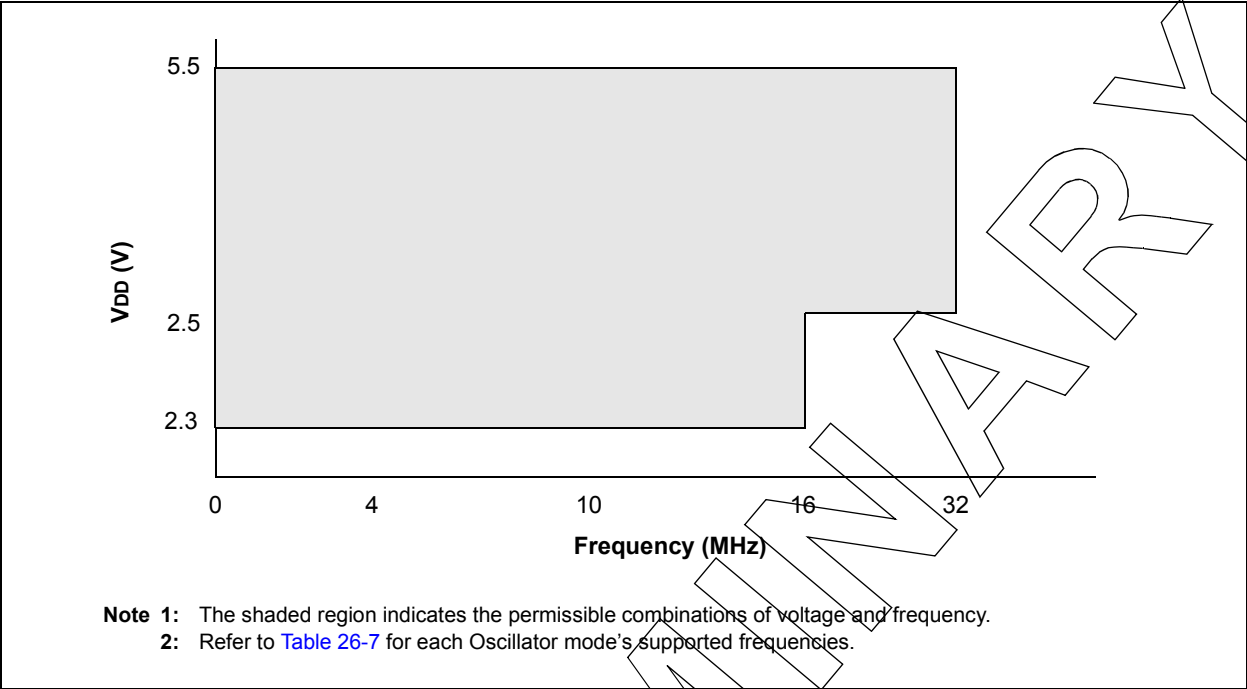 5.5
VDD (V)
2.5
2.3
0 4 10 16 32
Frequency (MHz)
Note 1: The shaded region indicates the permissible combinations of voltage and frequency.
2: Refer to Table 26-7 for each Oscillator mode's supported frequencies.
INARY